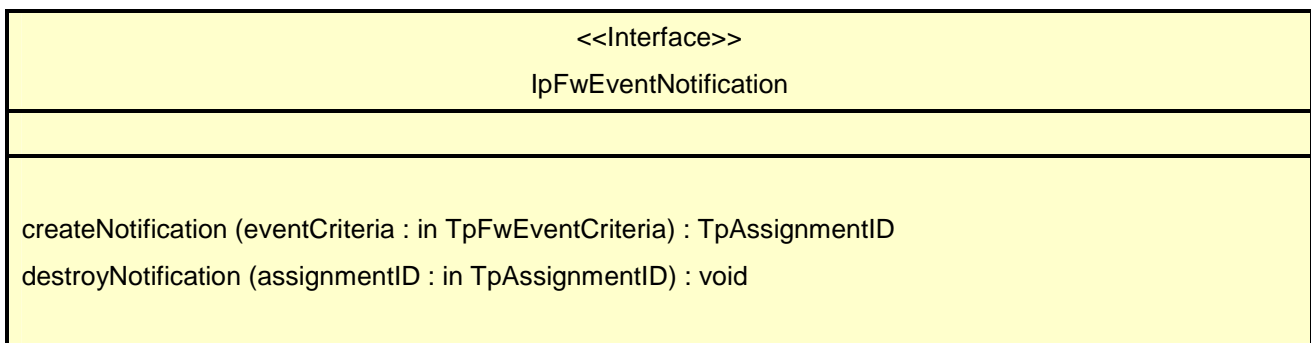 <<Interface>>
IpFwEventNotification
createNotification (eventCriteria : in TpFwEventCriteria) : TpAssignmentID
destroyNotification (assignmentID : in TpAssignmentID) : void